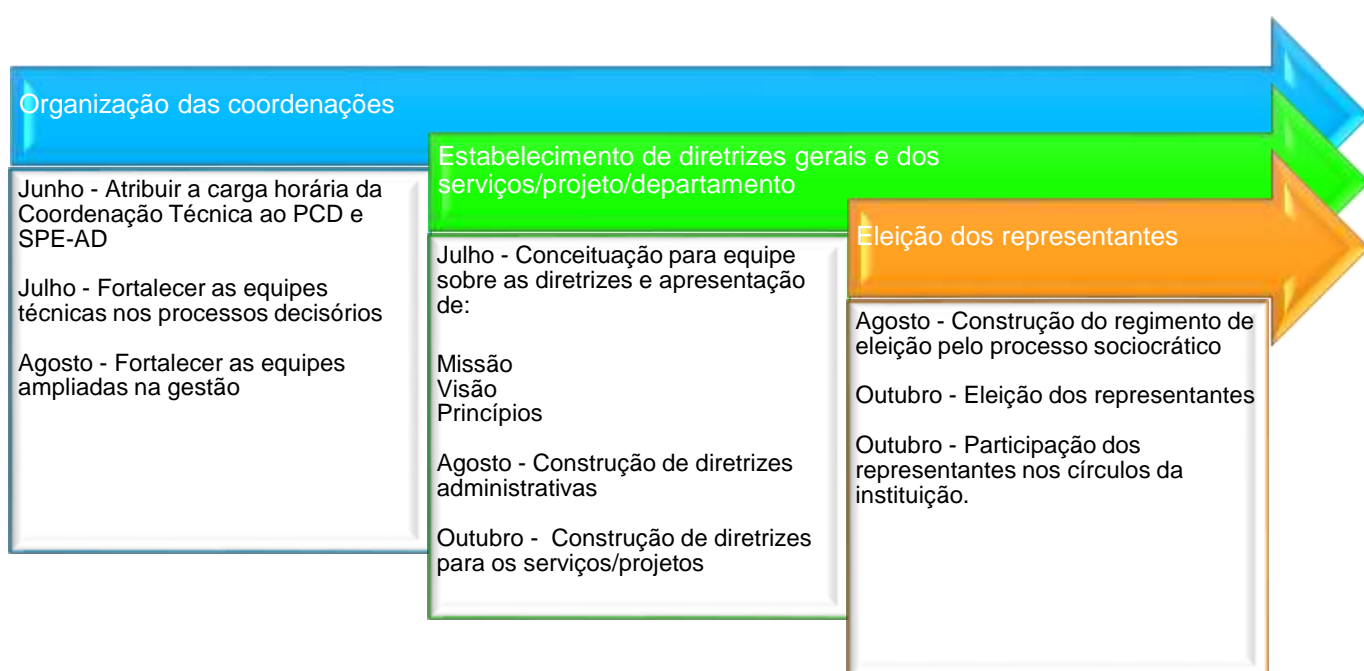 Organização das coordenações
Junho - Atribuir a carga horária da
Coordenação Técnica ao PCD e
SPE-AD
Julho - Fortalecer as equipes
técnicas nos processos decisórios
Agosto - Fortalecer as equipes
ampliadas na gestão
Estabelecimento de diretrizes gerais e dos
serviços/projeto/departamento
Julho - Conceituação para equipe
sobre as diretrizes e apresentação
de:
Missão
Visão
Princípios
Agosto - Construção de diretrizes
administrativas
Outubro - Construção de diretrizes
para os serviços/projetos
Eleição dos representantes
Agosto - Construção do regimento de
eleição pelo processo sociocrático
Outubro - Eleição dos representantes
Outubro - Participação dos
representantes nos círculos da
instituição.